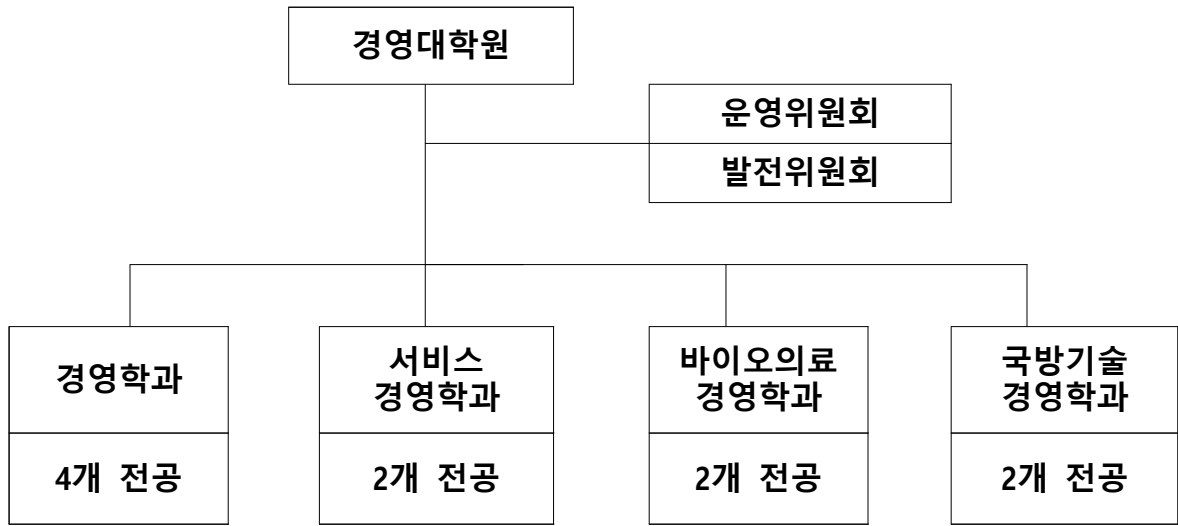 경영대학원
운영위원회
발전위원회
경영학과
서비스
경영학과
바이오의료
경영학과
국방기술
경영학과
4개 전공
2개 전공
2개 전공
2개 전공